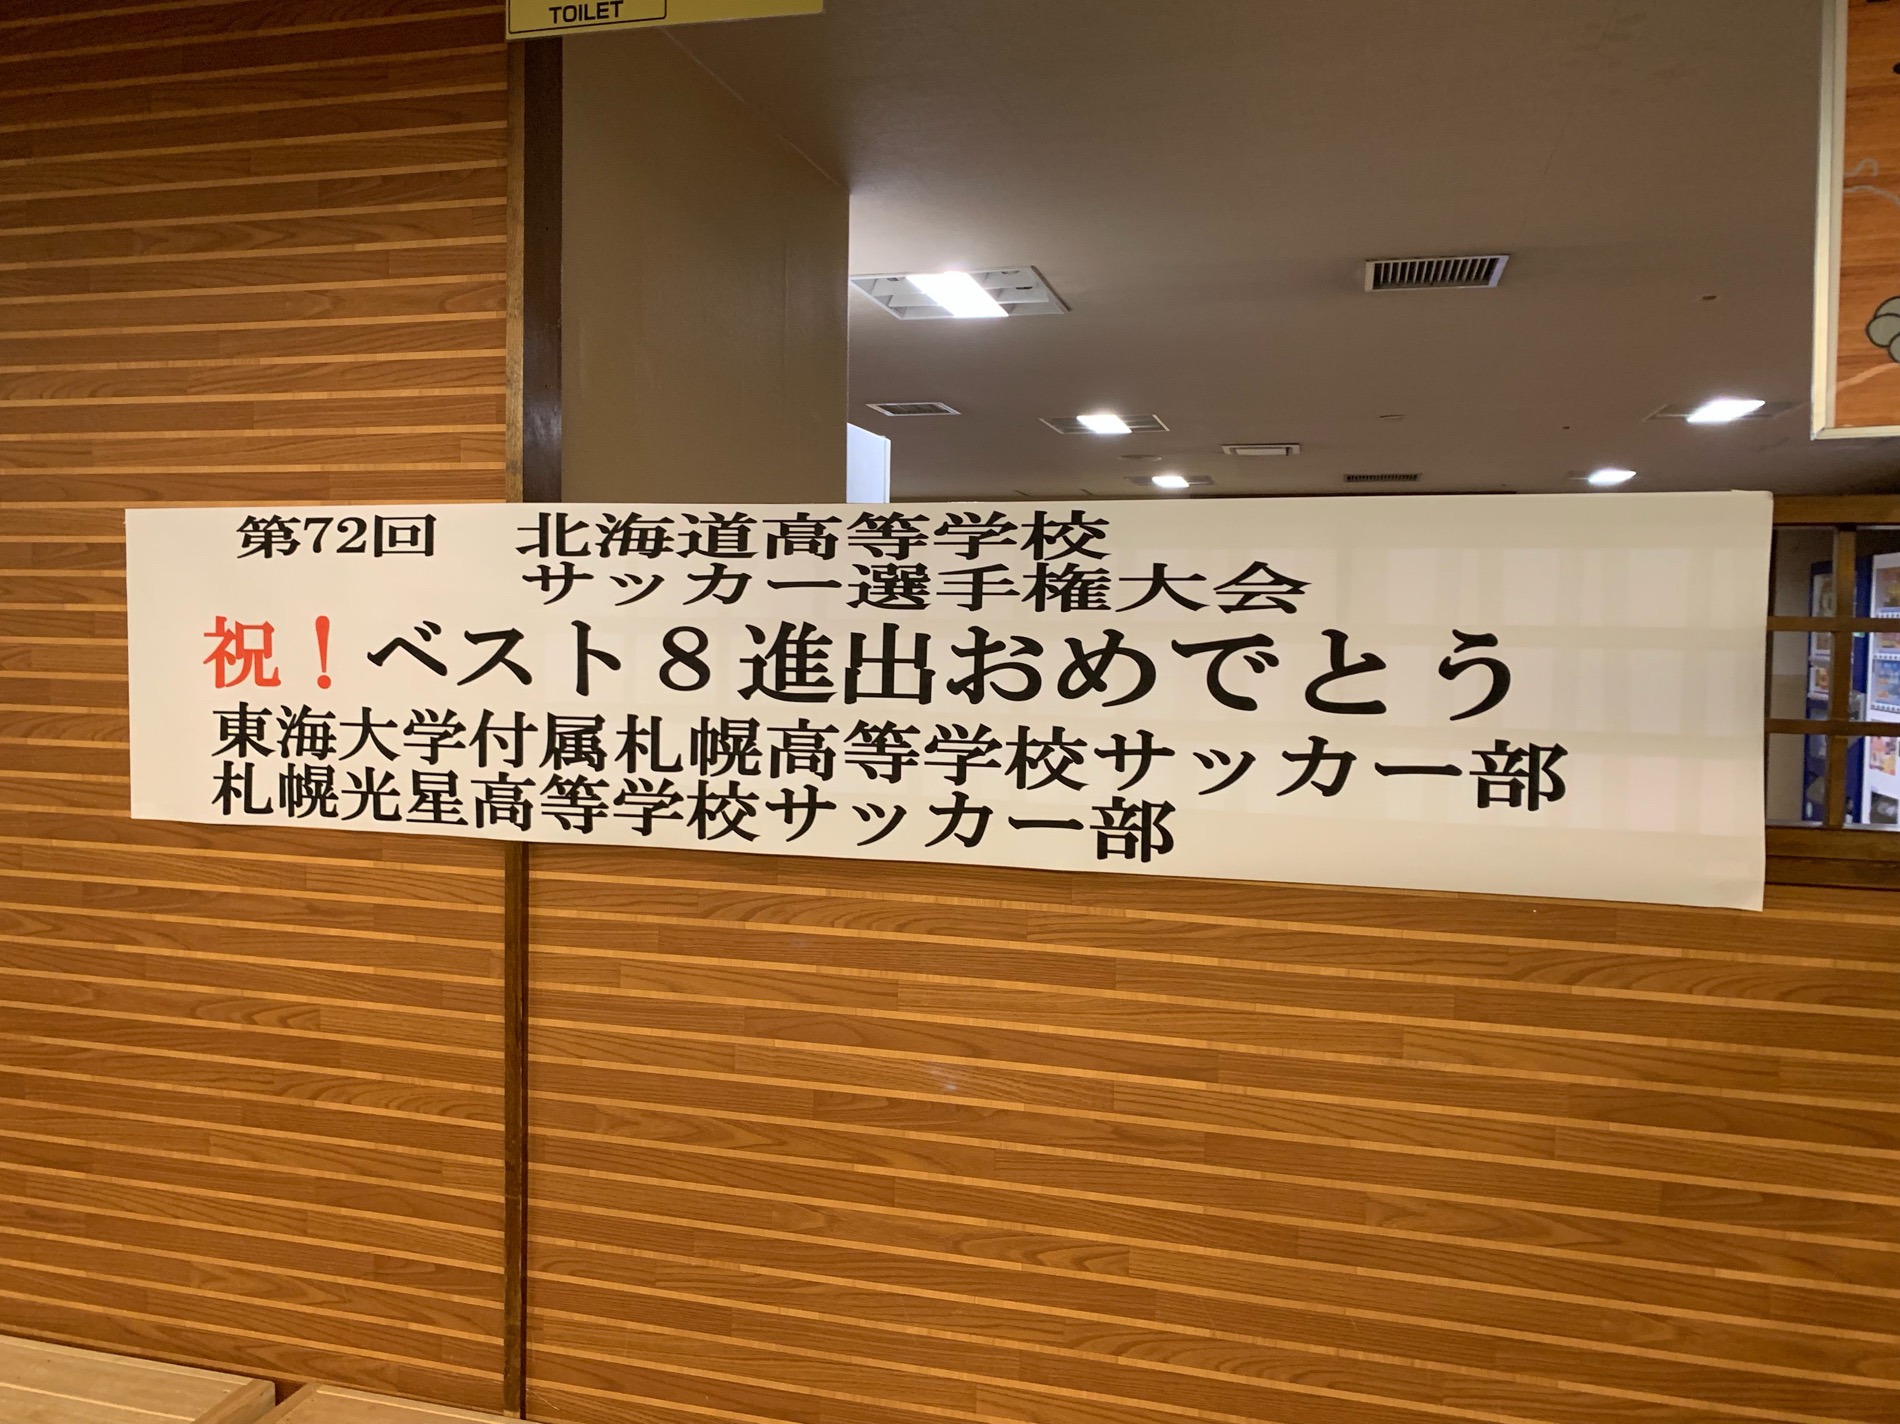 TOILET
第72回 北海道高等学校
サッカー選手権大会
祝！ベスト８進出おめでとう
東海大学付属札幌高等学校サッカー部
札幌光星高等学校サッカー部